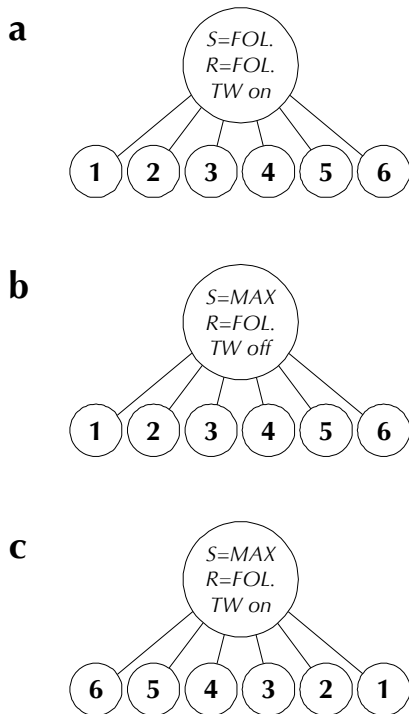 a
S=FOL.
R=FOL.
TW on
1 2 3 4 5 6
b
S=MAX
R=FOL.
TW off
1 2 3 4 5 6
c
S=MAX
R=FOL.
TW on
6 5 4 3 2 1